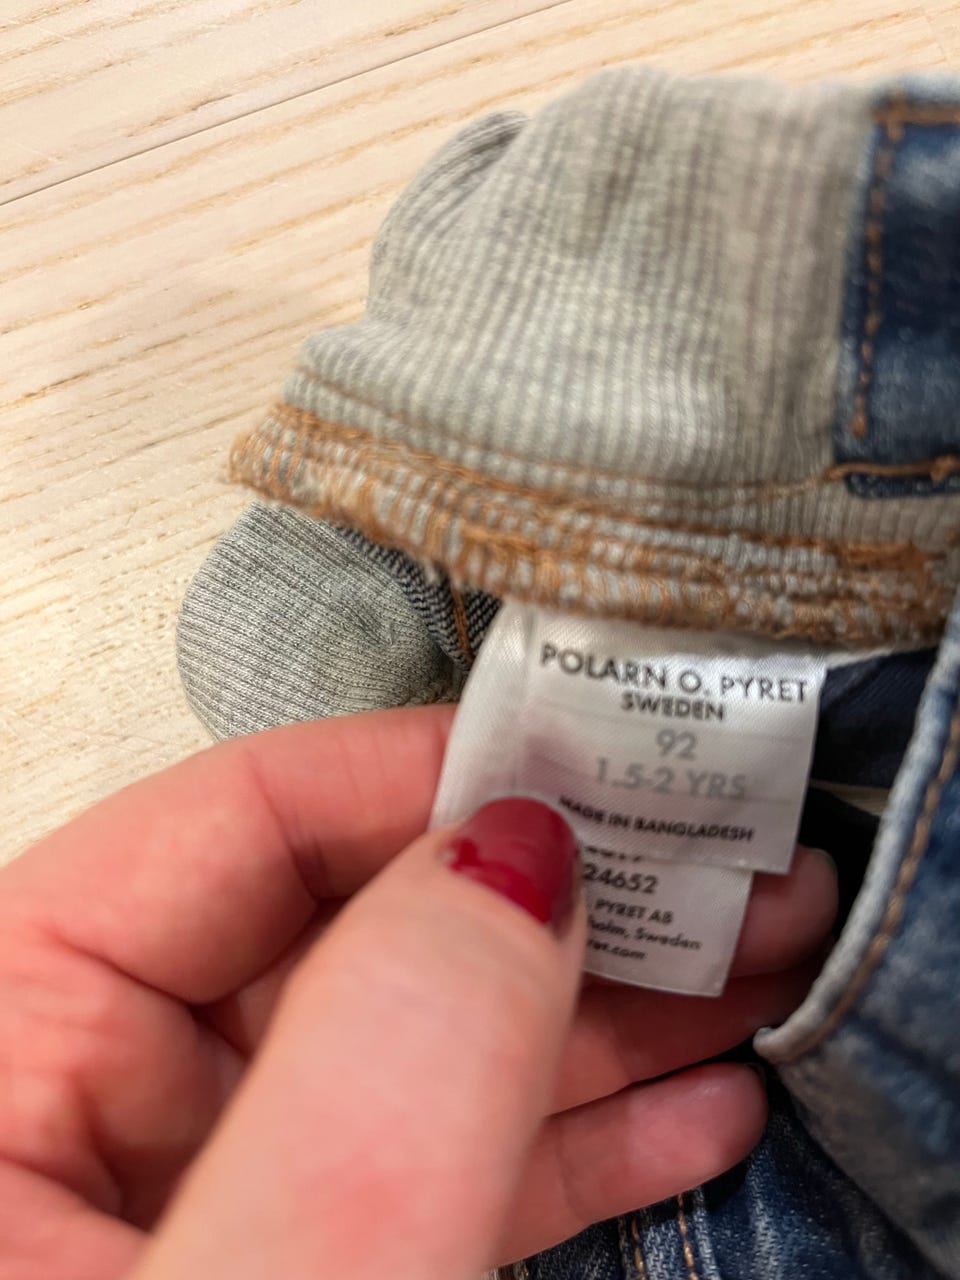 POLARN O. PYRET
SWEDEN
92
1.5-2 YRS
MADE IN BANGLADESH
24652
PYRET AB
Sweden